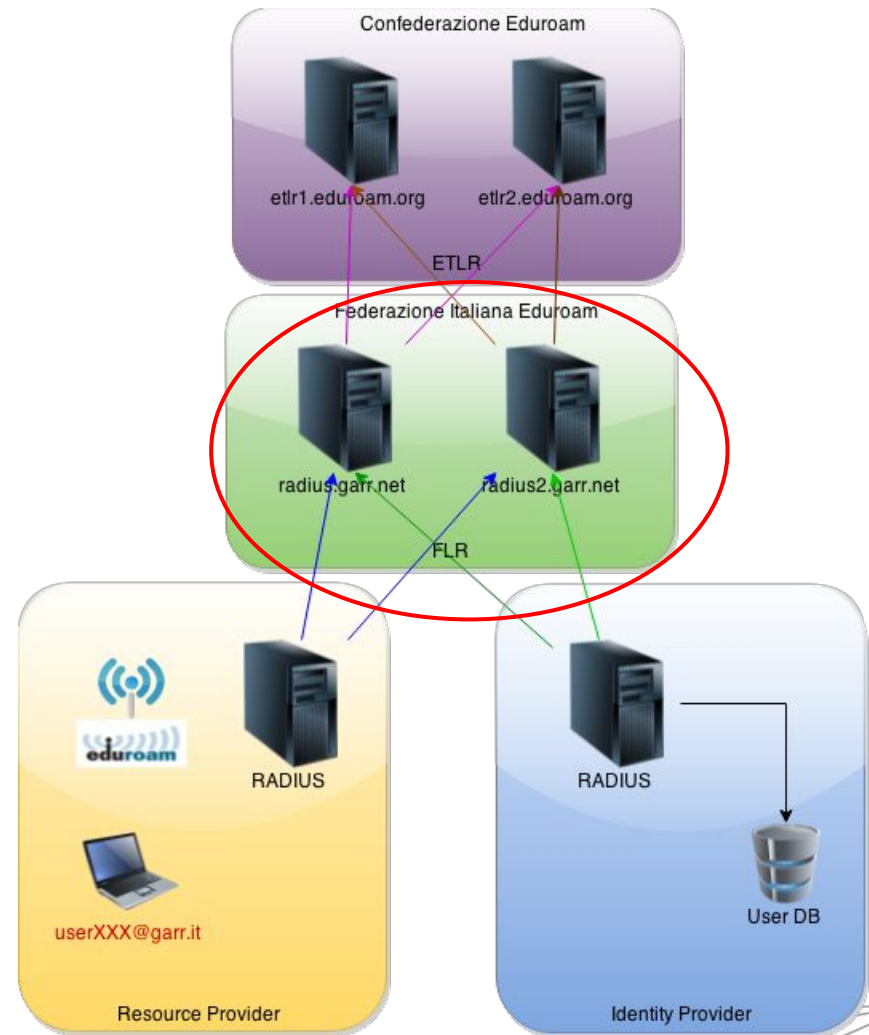 Confederazione Eduroam
etlr1.eduroam.org
etlr2.eduroam.org
ETLR
Federazione Italiana Eduroam
radius.garr.net
radius2.garr.net
FLR
eduroam
RADIUS
RADIUS
userXXX@garr.it
User DB
Resource Provider
Identity Provider